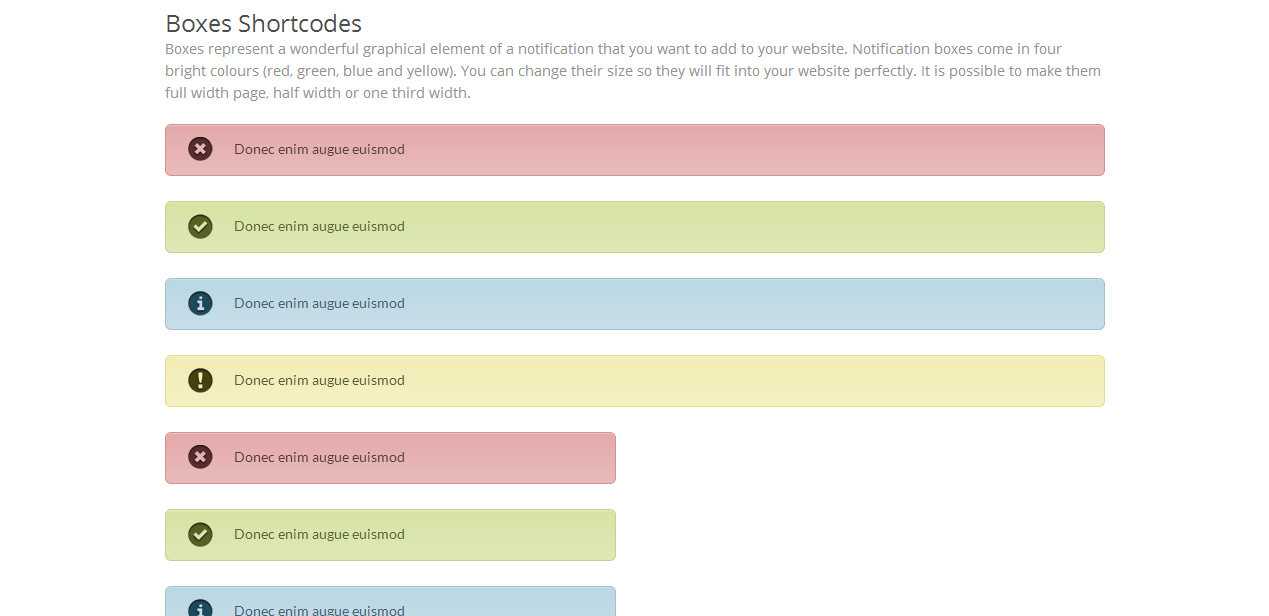 Boxes Shortcodes
Boxes represent a wonderful graphical element of a notification that you want to add to your website. Notification boxes come in four
bright colours (red, green, blue and yellow). You can change their size so they will fit into your website perfectly. It is possible to make them
full width page, half width or one third width.
Donec enim augue euismod
Donec enim augue euismod
Donec enim augue euismod
Donec enim augue euismod
Donec enim augue euismod
Donec enim augue euismod
Donec enim augue euismod